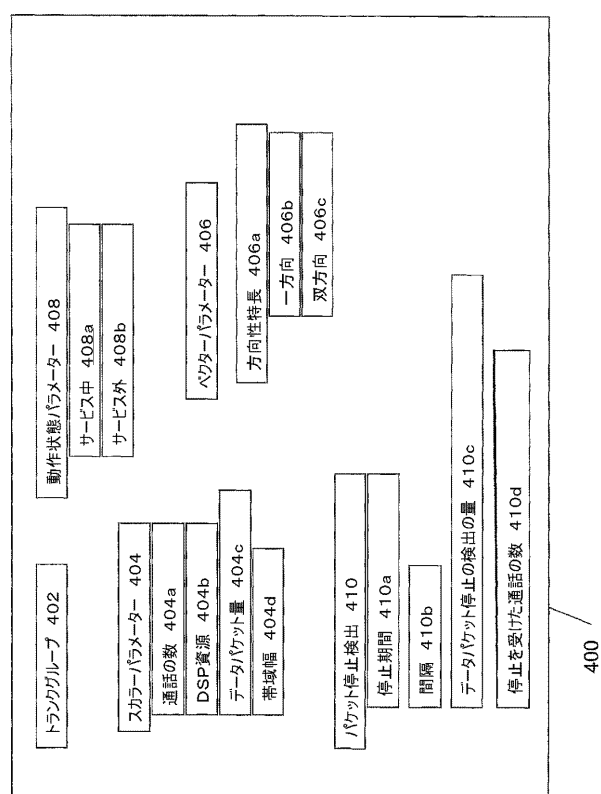 トランクグループ 402
動作状態パラメーター 408
サービス中 408a
サービス外 408b
スカラーパラメーター 404
通話の数 404a
DSP資源 404b
データパケット量 404c
帯域幅 404d
ベクターパラメーター 406
方向性特長 406a
一方向 406b
双方向 406c
パケット停止検出 410
停止期間 410a
間隔 410b
データパケット停止の検出の量 410c
停止を受けた通話の数 410d
400